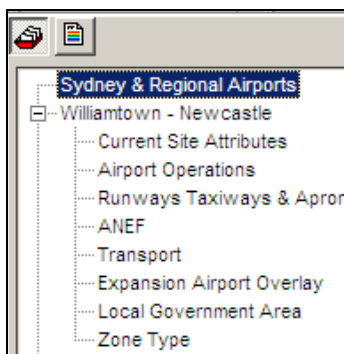 Sydney & Regional Airports
Williamtown - Newcastle
Current Site Attributes
Airport Operations
Runways Taxiways & Apron
ANEF
Transport
Expansion Airport Overlay
Local Government Area
Zone Type